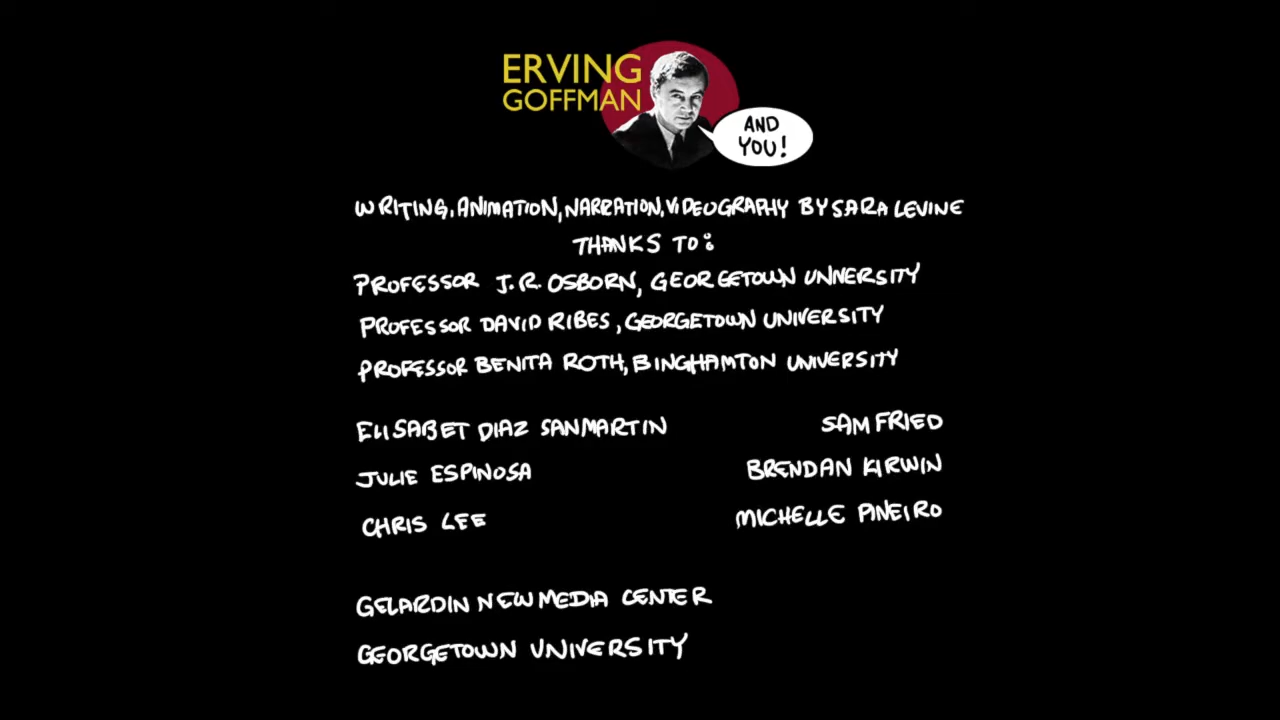 ERVING
GOFFMAN
AND
YOU!
WRITING, ANIMATION, NARRATION, VIDEOGRAPHY BY SARA LEVINE
THANKS TO:
PROFESSOR J.R. OSBORN, GEORGETOWN UNIVERSITY
PROFESSOR DAVID RIBES, GEORGETOWN UNIVERSITY
PROFESSOR BENITA ROTH, BINGHAMTON UNIVERSITY
ELISABET DIAZ SANMARTIN SAM FRIED
JULIE ESPINOSA BRENDAN KIRWIN
CHRIS LEE MICHELLE PINEIRO
GELARDIN NEW MEDIA CENTER
GEORGETOWN UNIVERSITY